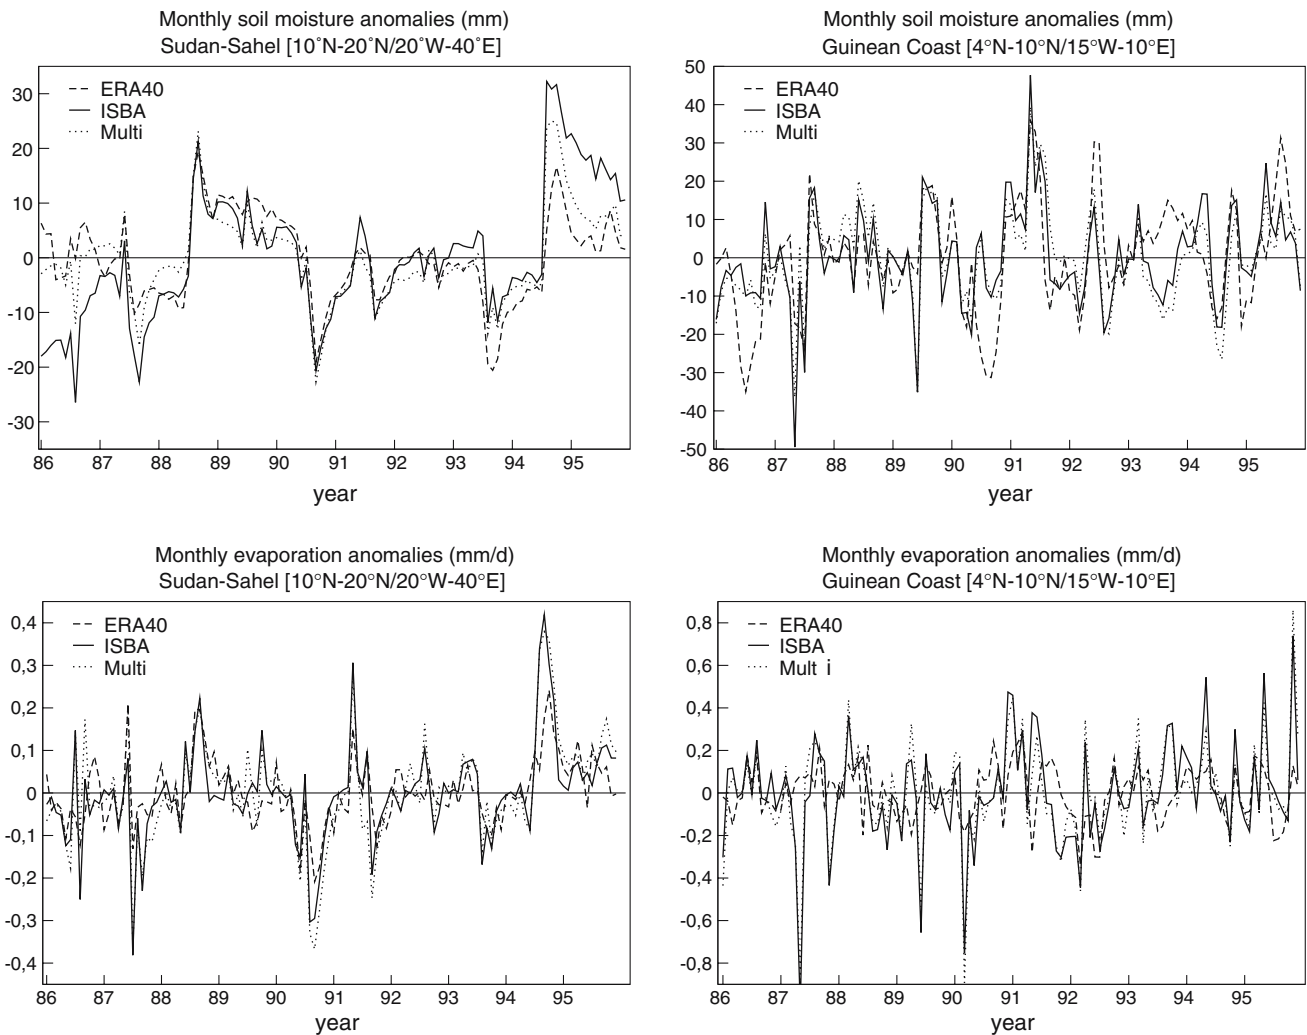 Monthly soil moisture anomalies (mm)
Sudan-Sahel [10°N-20°N/20°W-40°E]
ERA40
ISBA
Multi
30
20
10
0
-10
-20
-30
86 87 88 89 90 91 92 93 94 95
year
Monthly soil moisture anomalies (mm)
Guinean Coast [4°N-10°N/15°W-10°E]
50
ERA40
ISBA
Multi
40
30
20
10
0
-10
-20
-30
-40
-50
86 87 88 89 90 91 92 93 94 95
year
Monthly evaporation anomalies (mm/d)
Sudan-Sahel [10°N-20°N/20°W-40°E]
ERA40
ISBA
Multi
0,4
0,3
0,2
0,1
0
-0,1
-0,2
-0,3
-0,4
86 87 88 89 90 91 92 93 94 95
year
Monthly evaporation anomalies (mm/d)
Guinean Coast [4°N-10°N/15°W-10°E]
ERA40
ISBA
Mult i
0,8
0,6
0,4
0,2
0
-0,2
-0,4
-0,6
-0,8
86 87 88 89 90 91 92 93 94 95
year